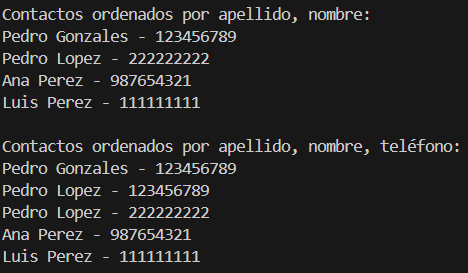 Contactos ordenados por apellido, nombre:
Pedro Gonzales - 123456789
Pedro Lopez - 222222222
Ana Perez - 987654321
Luis Perez - 111111111

Contactos ordenados por apellido, nombre, teléfono:
Pedro Gonzales - 123456789
Pedro Lopez - 123456789
Pedro Lopez - 222222222
Ana Perez - 987654321
Luis Perez - 111111111